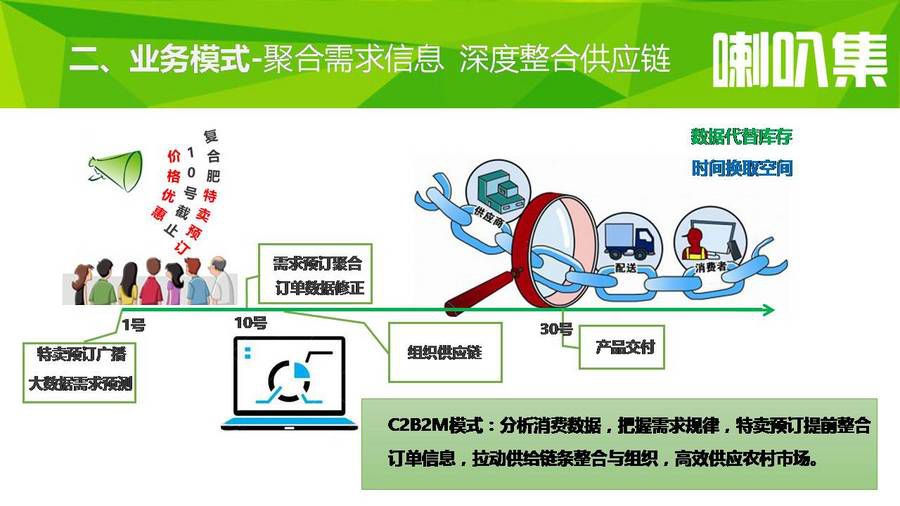 二、业务模式-聚合需求信息 深度整合供应链
喇叭集
复合肥特卖预订
10号截止
价格优惠
数据代替库存
时间换取空间
供应商
配送
消费者
需求预订聚合
订单数据修正
1号
10号
30号
特卖预订广播
大数据需求预测
组织供应链
产品交付
C2B2M模式：分析消费数据，把握需求规律，特卖预订提前整合
订单信息，拉动供给链条整合与组织，高效供应农村市场。